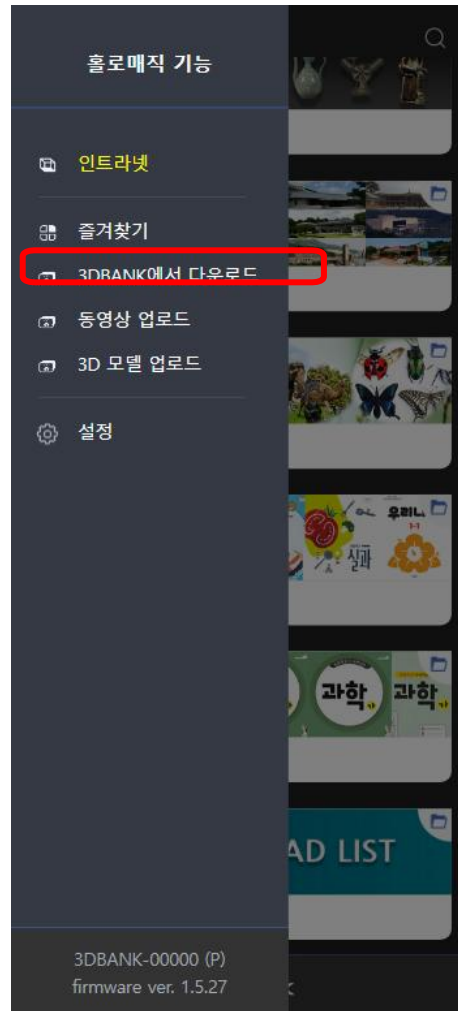 홀로매직 기능
인트라넷
즐겨찾기
3DBANK에서 다운로드
동영상 업로드
3D 모델 업로드
설정
실과
우리나
1-1
과학
과학
AD LIST
3DBANK-00000 (P)
firmware ver. 1.5.27